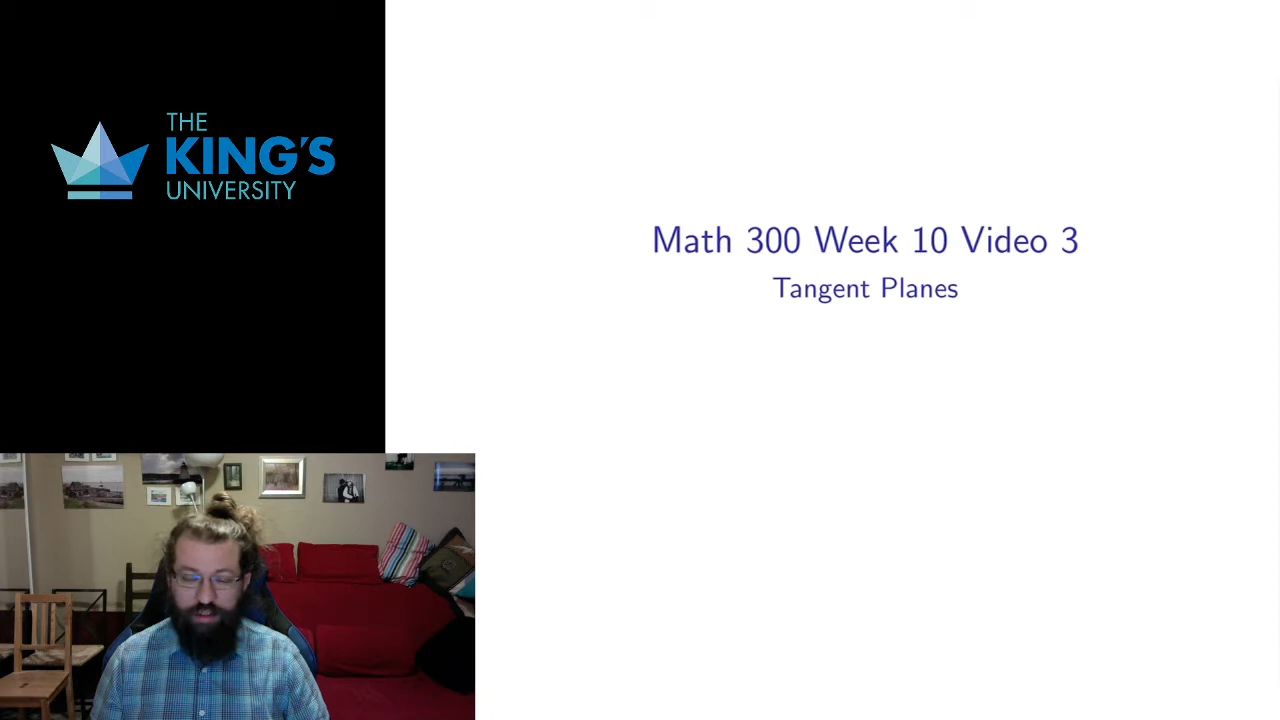 THE
KING'S
UNIVERSITY
Math 300 Week 10 Video 3
Tangent Planes